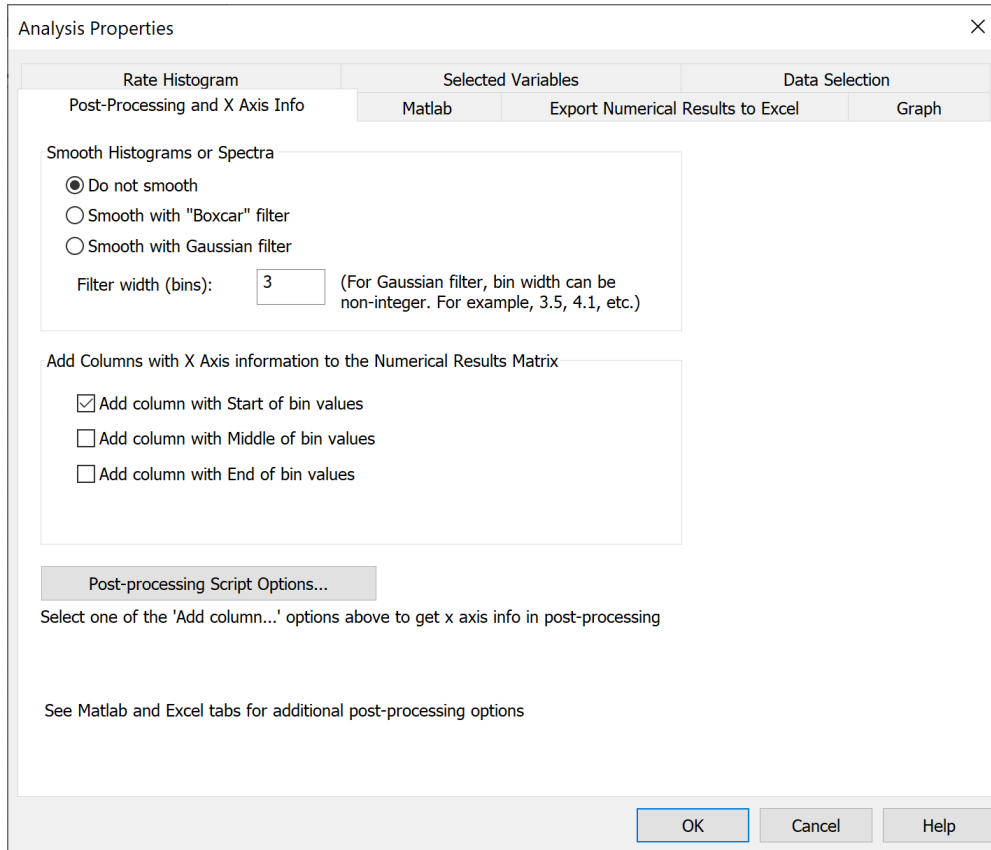 Analysis Properties
Rate Histogram
Selected Variables
Data Selection
Post-Processing and X Axis Info
Matlab
Export Numerical Results to Excel
Graph
Smooth Histograms or Spectra
Do not smooth
Smooth with "Boxcar" filter
Smooth with Gaussian filter
Filter width (bins):
3
(For Gaussian filter, bin width can be
non-integer. For example, 3.5, 4.1, etc.)
Add Columns with X Axis information to the Numerical Results Matrix
Add column with Start of bin values
Add column with Middle of bin values
Add column with End of bin values
Post-processing Script Options...
Select one of the 'Add column...' options above to get x axis info in post-processing
See Matlab and Excel tabs for additional post-processing options
OK
Cancel
Help